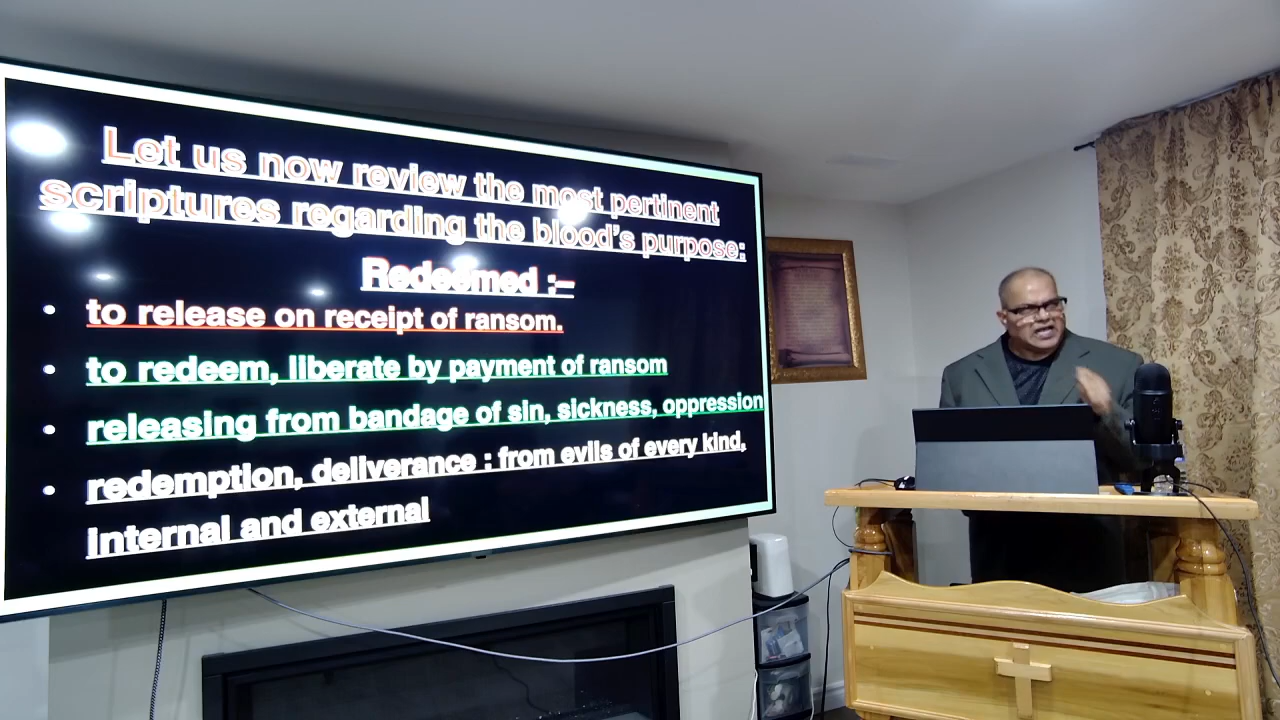 Let us now review the most pertinent
scriptures regarding the blood's purpose:
Redeemed :–
• to release on receipt of ransom.
• to redeem, liberate by payment of ransom
• releasing from bandage of sin, sickness, oppression
• redemption, deliverance : from evils of every kind,
internal and external